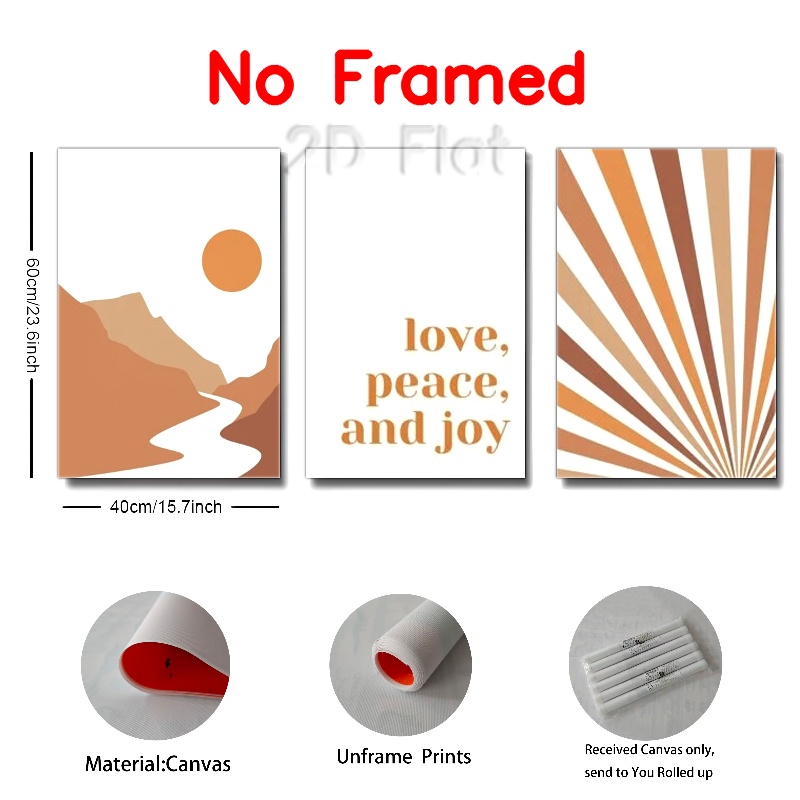 No Framed
2D Flat
60cm/23.6inch
love,
peace,
and joy
40cm/15.7inch
Material:Canvas
Unframe Prints
Received Canvas only,
send to You Rolled up